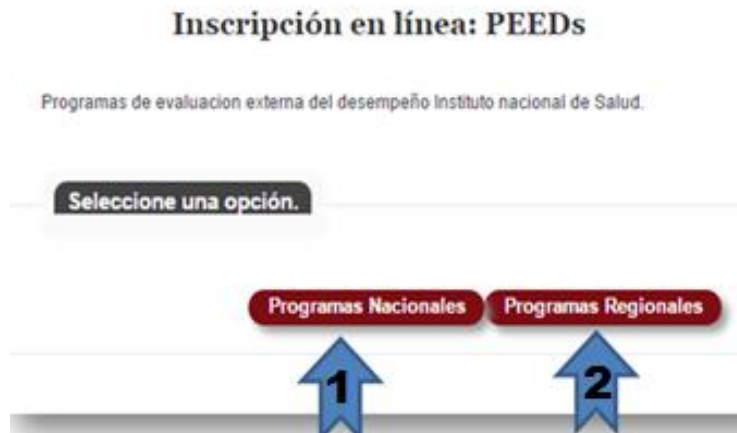 Inscripción en línea: PEEDs
Programas de evaluacion externa del desempeño Instituto nacional de Salud.
Seleccione una opción.
Programas Nacionales Programas Regionales
1 2